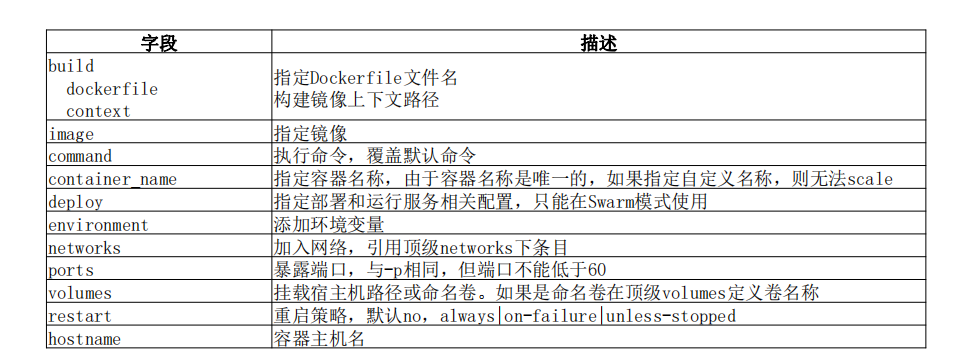 字段 描述
build
dockerfile
context
指定Dockerfile文件名
构建镜像上下文路径
image 指定镜像
command 执行命令，覆盖默认命令
container_name 指定容器名称，由于容器名称是唯一的，如果指定自定义名称，则无法scale
deploy 指定部署和运行服务相关配置，只能在Swarm模式使用
environment 添加环境变量
networks 加入网络，引用顶级networks下条目
ports 暴露端口，与-p相同，但端口不能低于60
volumes 挂载宿主机路径或命名卷。如果是命名卷在顶级volumes定义卷名称
restart 重启策略，默认no，always|on-failure|unless-stopped
hostname 容器主机名